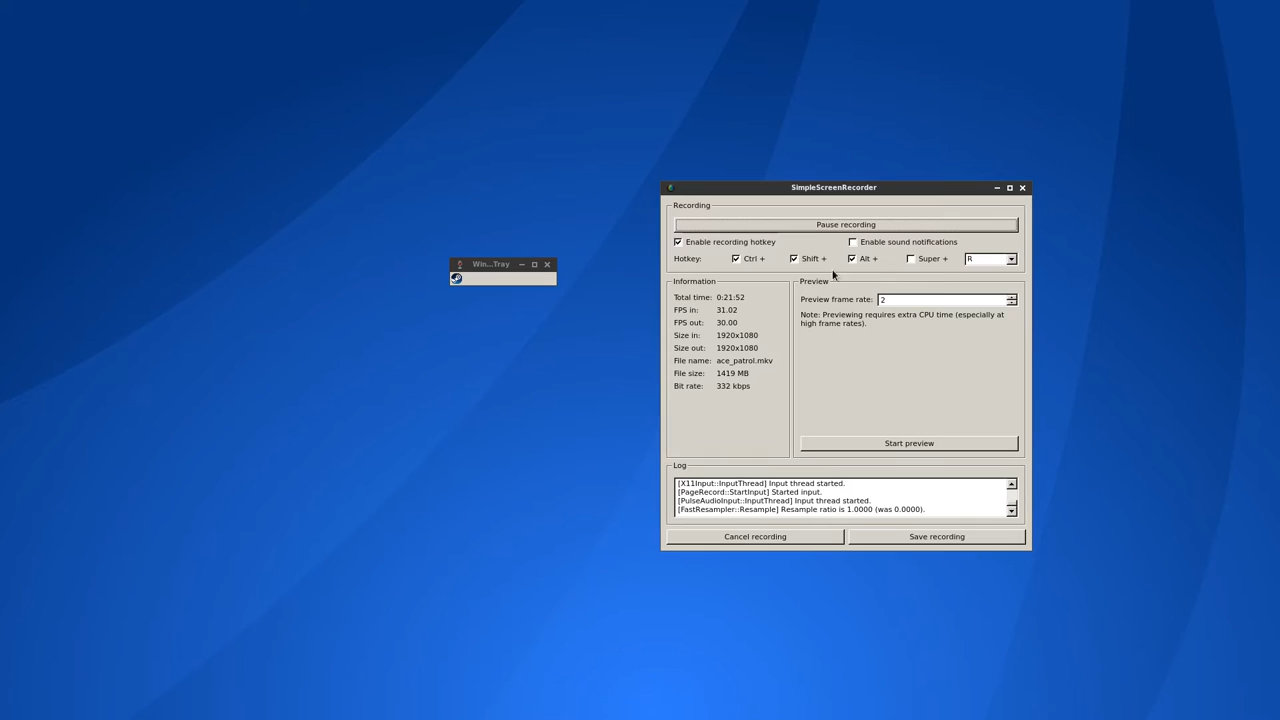 Win...Tray
SimpleScreenRecorder
Recording
Pause recording
Enable recording hotkey
Enable sound notifications
Hotkey: Ctrl + Shift + Alt + Super + R
Information
Total time: 0:21:52
FPS in: 31.02
FPS out: 30.00
Size in: 1920x1080
Size out: 1920x1080
File name: ace_patrol.mkv
File size: 1419 MB
Bit rate: 332 kbps
Preview
Preview frame rate: 2
Note: Previewing requires extra CPU time (especially at
high frame rates).
Start preview
Log
[X11Input::InputThread] Input thread started.
[PageRecord::StartInput] Started input.
[PulseAudioInput::InputThread] Input thread started.
[FastResampler::Resample] Resample ratio is 1.0000 (was 0.0000).
Cancel recording
Save recording